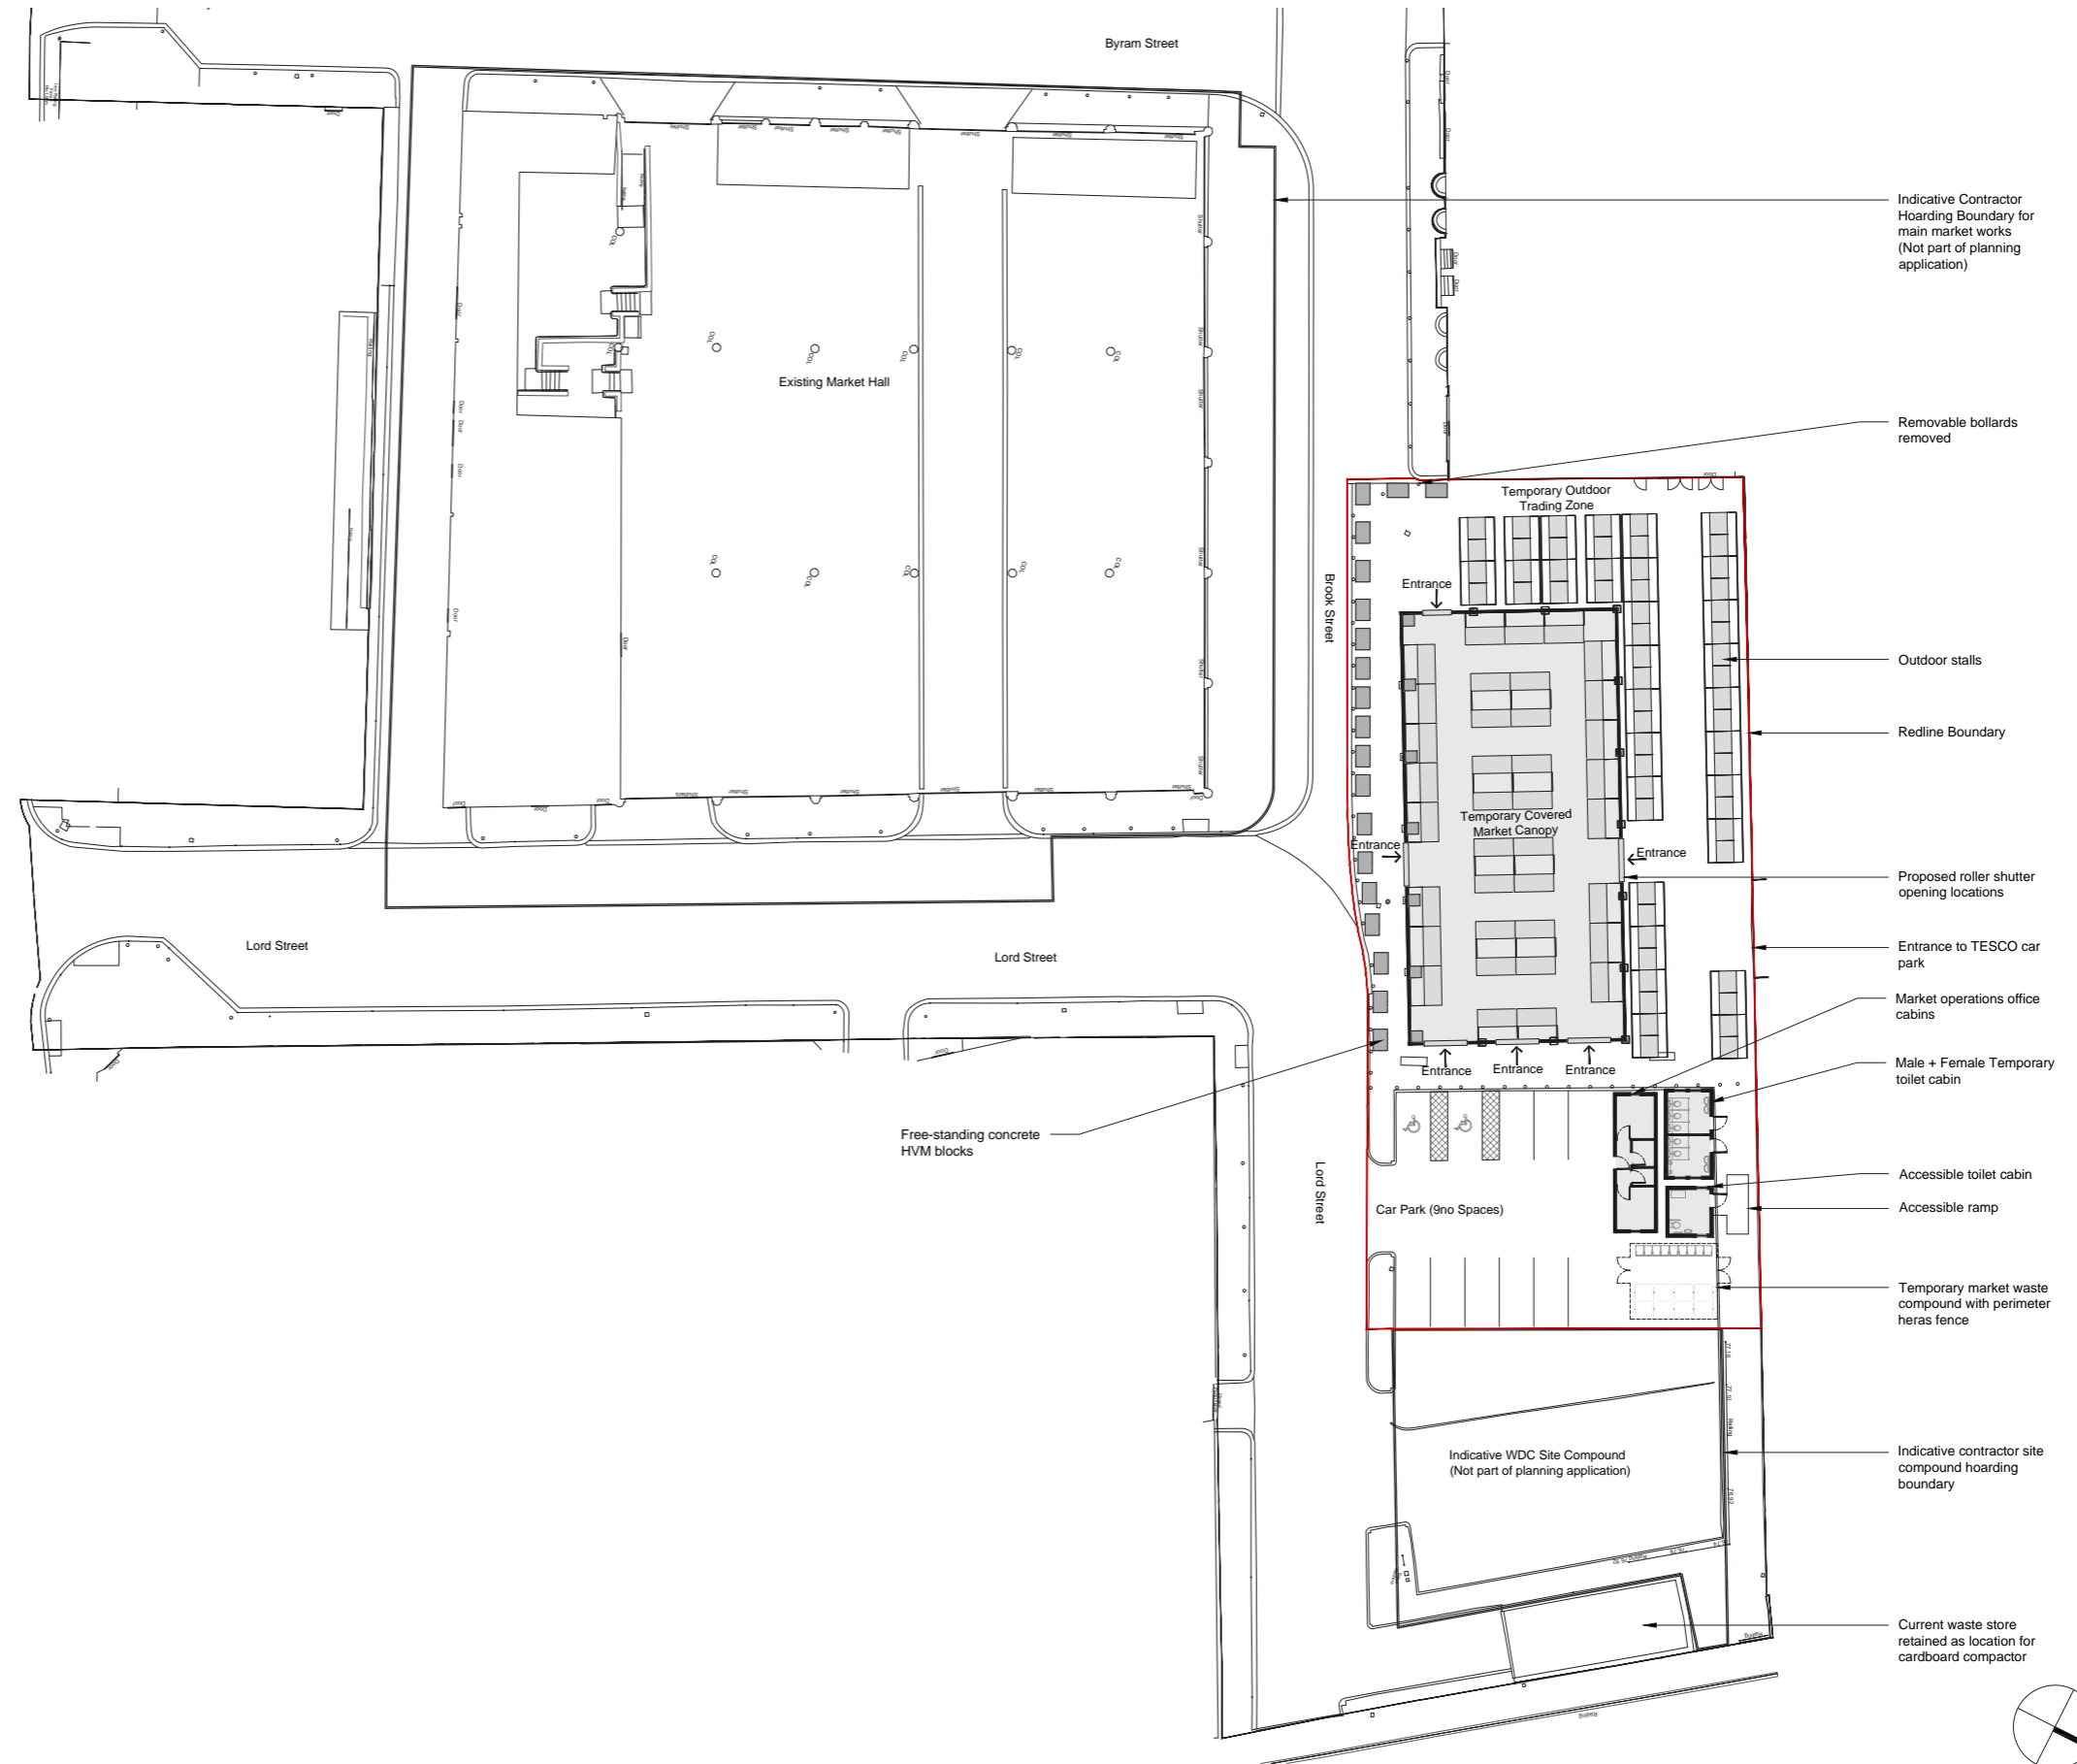 Byram Street
Indicative Contractor
Hoarding Boundary for
main market works
(Not part of planning
application)
Existing Market Hall
Removable bollards
removed
Temporary Outdoor
Trading Zone
Brook Street
Entrance
Outdoor stalls
Redline Boundary
Temporary Covered
Market Canopy
Entrance
Entrance
Proposed roller shutter
opening locations
Lord Street
Lord Street
Entrance to TESCO car
park
Market operations office
cabins
Entrance
Entrance
Entrance
Male + Female Temporary
toilet cabin
Free-standing concrete
HVM blocks
Lord Street
Accessible toilet cabin
Car Park (9no Spaces)
Accessible ramp
Temporary market waste
compound with perimeter
heras fence
Indicative WDC Site Compound
(Not part of planning application)
Indicative contractor site
compound hoarding
boundary
Current waste store
retained as location for
cardboard compactor